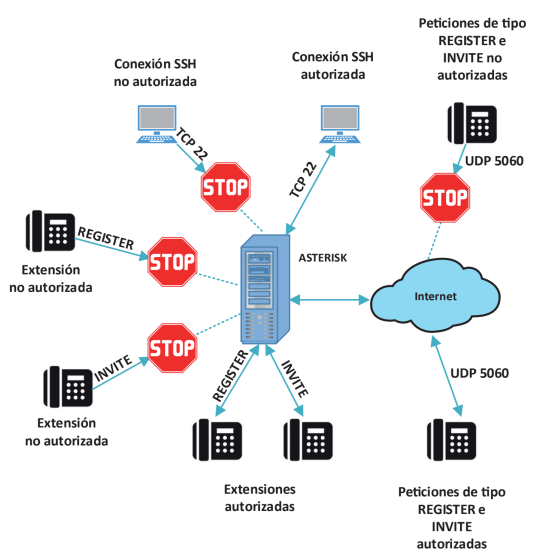 Peticiones de tipo
REGISTER e
INVITE no
autorizadas
Conexión SSH
no autorizada
Conexión SSH
autorizada
TCP 22
TCP 22
UDP 5060
STOP
STOP
REGISTER
STOP
Extensión
no autorizada
ASTERISK
Internet
STOP
INVITE
Extensión
no autorizada
REGISTER
INVITE
UDP 5060
Extensiones
autorizadas
Peticiones de tipo
REGISTER e
INVITE
autorizadas